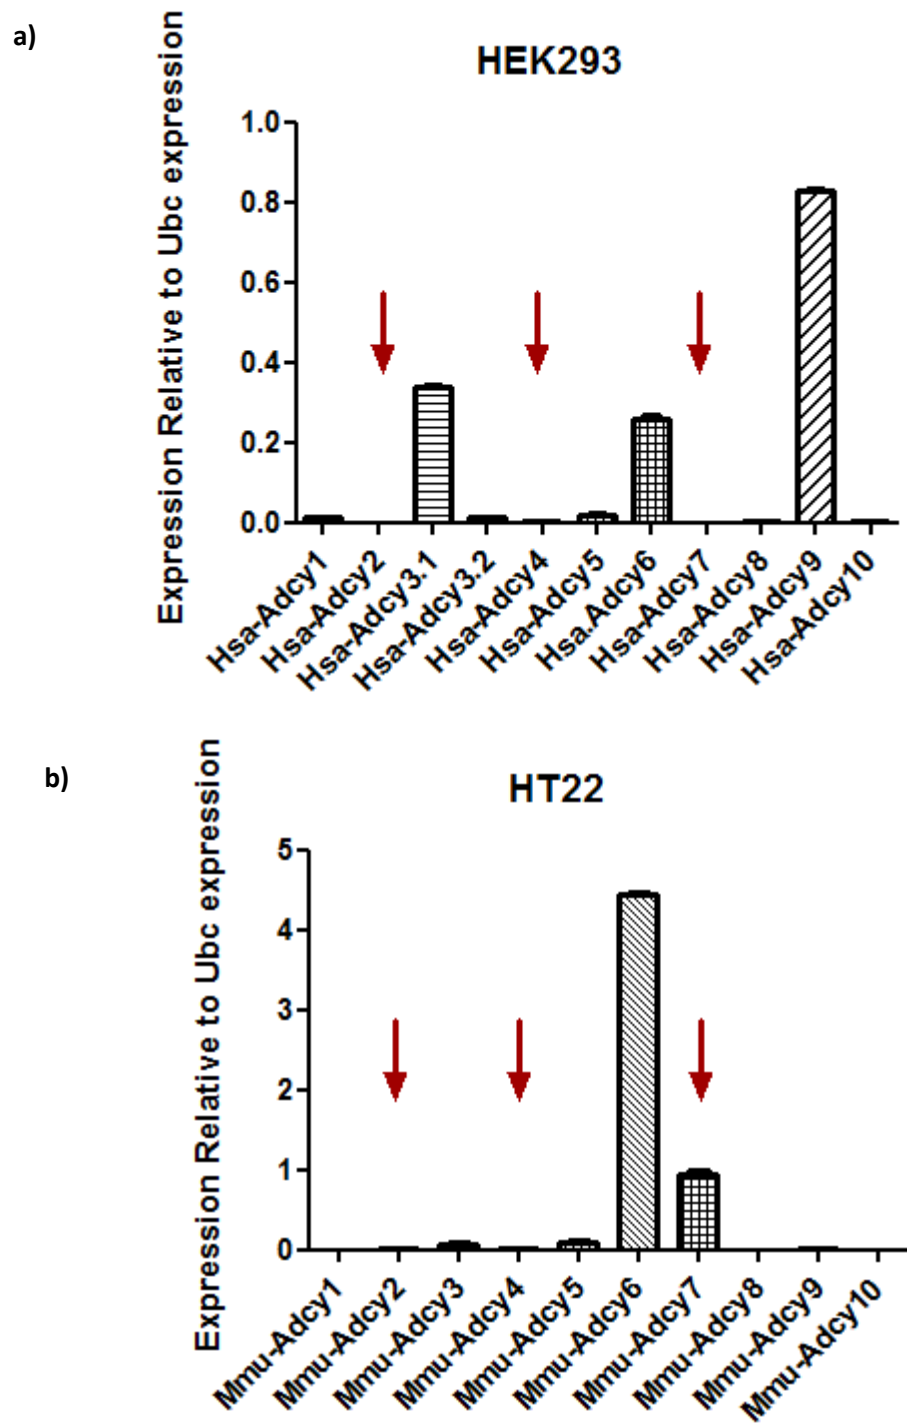 a)
HEK293
Expression Relative to Ubc expression
1.0
0.8
0.6
0.4
0.2
0.0
Hsa-Adcy1
Hsa-Adcy2
Hsa-Adcy3.1
Hsa-Adcy3.2
Hsa-Adcy4
Hsa-Adcy5
Hsa.Adcy6
Hsa-Adcy7
Hsa-Adcy8
Hsa-Adcy9
Hsa-Adcy10
b)
HT22
Expression Relative to Ubc expression
5
4
3
2
1
0
Mmu-Adcy1
Mmu-Adcy2
Mmu-Adcy3
Mmu-Adcy4
Mmu-Adcy5
Mmu-Adcy6
Mmu-Adcy7
Mmu-Adcy8
Mmu-Adcy9
Mmu-Adcy10